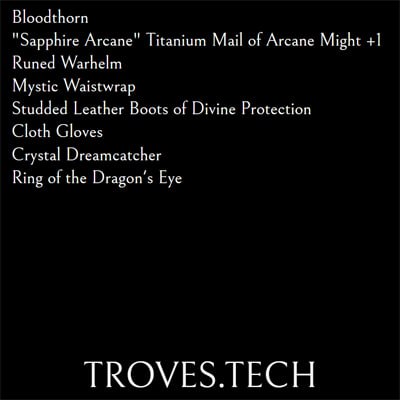 Bloodthorn
"Sapphire Arcane" Titanium Mail of Arcane Might +1
Runed Warhelm
Mystic Waistwrap
Studded Leather Boots of Divine Protection
Cloth Gloves
Crystal Dreamcatcher
Ring of the Dragon's Eye
TROVES.TECH